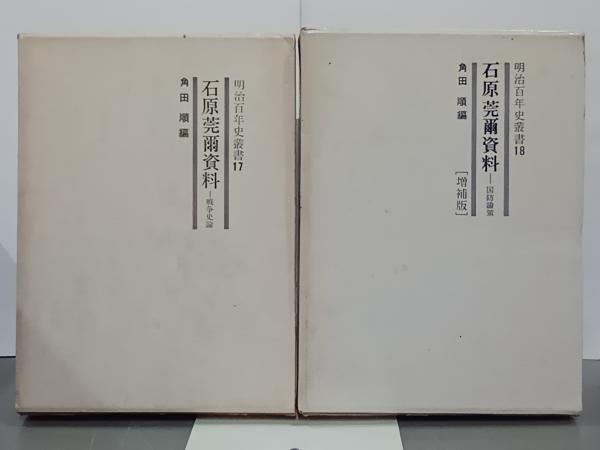 明治百年史叢書17
石原莞爾資料―戦争史論
角田順編
明治百年史叢書18
石原莞爾資料―国防論策
［増補版］
角田順編